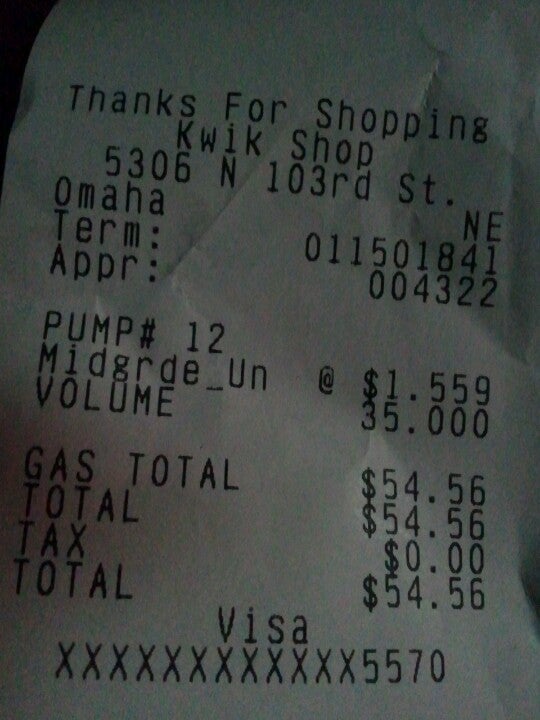 Thanks For Shopping
Kwik Shop
5306 N 103rd St.
Omaha NE
Term: 011501841
Appr: 004322
PUMP# 12
Midgrde_Un @ $1.559
VOLUME 35.000
GAS TOTAL $54.56
TOTAL $54.56
TAX $0.00
TOTAL $54.56
Visa
XXXXXXXXXXXX5570